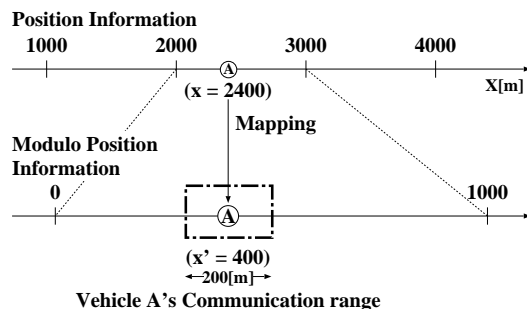 Position Information
1000 2000 3000 4000
A
X[m]
(x = 2400)
Mapping
Modulo Position
Information
0 1000
A
(x' = 400)
200[m]
Vehicle A's Communication range